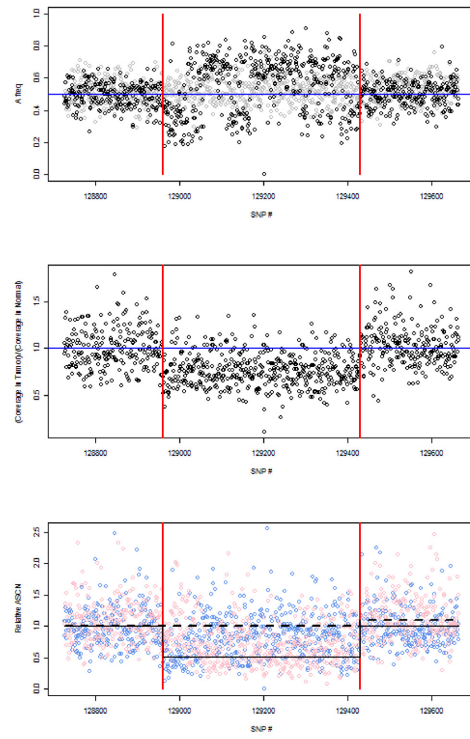 A freq
0.0 0.2 0.4 0.6 0.8 1.0
128800 129000 129200 129400 129600
SNP #
(Coverage in Tumor)/(Coverage in Normal)
0.5 1.0 1.5
128800 129000 129200 129400 129600
SNP #
Relative ASCN
0.0 0.5 1.0 1.5 2.0 2.5
128800 129000 129200 129400 129600
SNP #